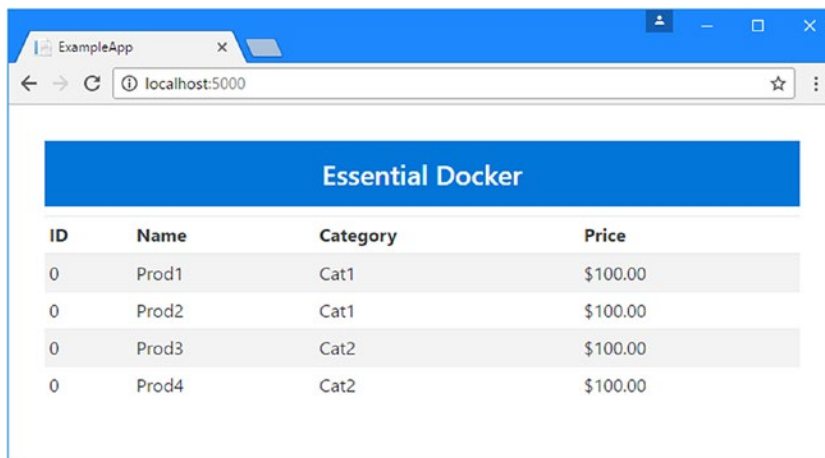 ExampleApp
localhost:5000
Essential Docker
ID Name Category Price
0 Prod1 Cat1 $100.00
0 Prod2 Cat1 $100.00
0 Prod3 Cat2 $100.00
0 Prod4 Cat2 $100.00